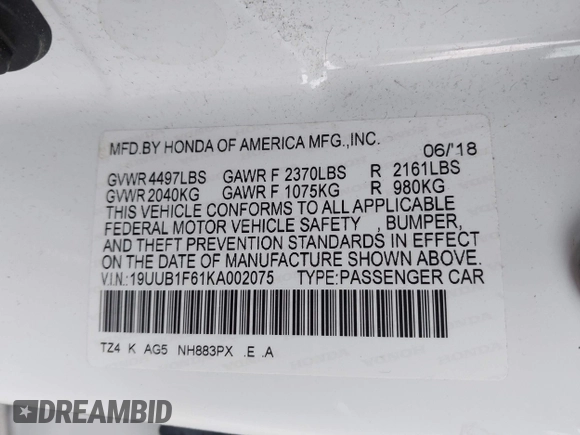 MFD.BY HONDA OF AMERICA MFG.,INC. 06/'18
GVWR 4497LBS GAWR F 2370LBS R 2161LBS
GVWR 2040KG GAWR F 1075KG R 980KG
THIS VEHICLE CONFORMS TO ALL APPLICABLE
FEDERAL MOTOR VEHICLE SAFETY , BUMPER,
AND THEFT PREVENTION STANDARDS IN EFFECT
ON THE DATE OF MANUFACTURE SHOWN ABOVE.
V.I.N.:19UUB1F61KA002075 TYPE:PASSENGER CAR
TZ4 K AG5 NH883PX .E .A
DREAMBID